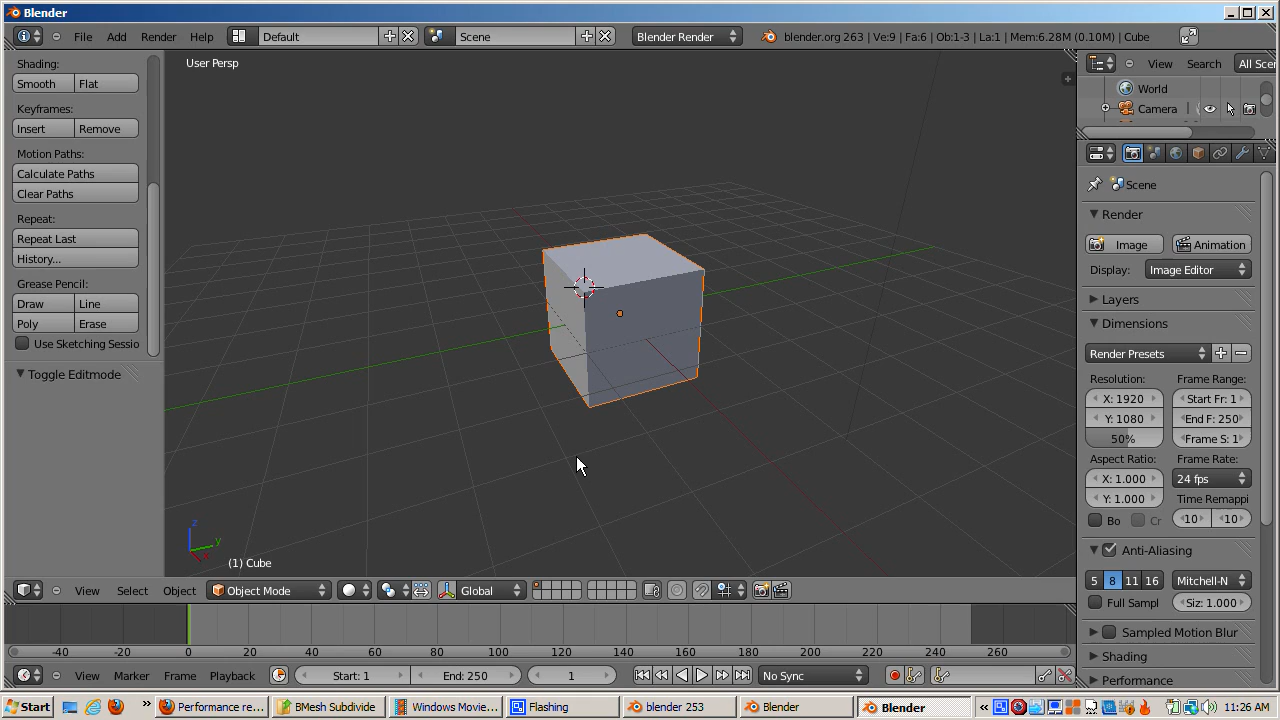 Blender
File Add Render Help Default Scene Blender Render blender.org 263 | Ve:9 | Fa:6 | Ob:1-3 | La:1 | Mem:6.28M (0.10M) | Cube
Shading:
Smooth Flat
Keyframes:
Insert Remove
Motion Paths:
Calculate Paths
Clear Paths
Repeat:
Repeat Last
History...
Grease Pencil:
Draw Line
Poly Erase
Use Sketching Sessio
Toggle Editmode
User Persp
z
y
x
(1) Cube
View Search All Scen
World
Camera
Scene
Render
Image Animation
Display: Image Editor
Layers
Dimensions
Render Presets
Resolution: Frame Range:
X: 1920 Start Fr: 1
Y: 1080 End F: 250
50% Frame S: 1
Aspect Ratio: Frame Rate:
X: 1.000 24 fps
Y: 1.000 Time Remappi
Bo Cr 10 10
Anti-Aliasing
5 8 11 16 Mitchell-N
Full Sampl Siz: 1.000
Sampled Motion Blur
Shading
Performance
View Select Object Object Mode Global
-40 -20 0 20 40 60 80 100 120 140 160 180 200 220 240 260
View Marker Frame Playback Start: 1 End: 250 1 No Sync
Start » Performance re... BMesh Subdivid Windows Movie... Flashing blender 253 Blender Blender « 11:26 AM